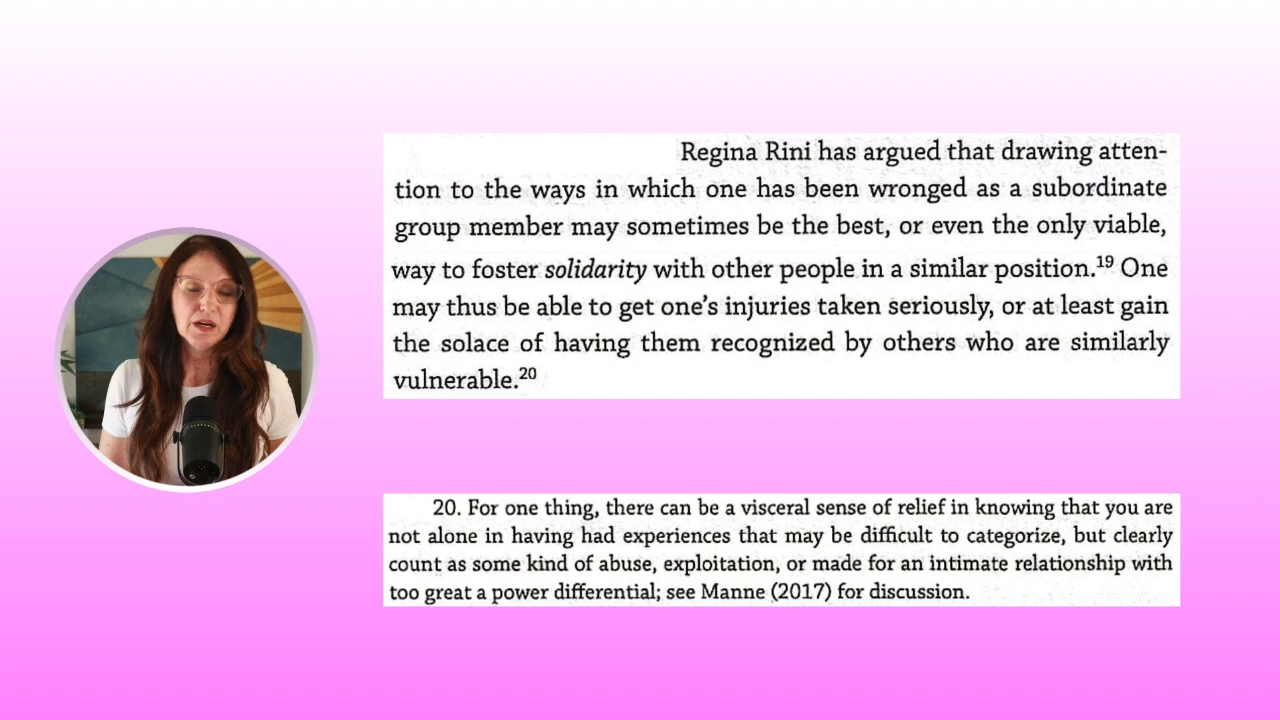 Regina Rini has argued that drawing atten-
tion to the ways in which one has been wronged as a subordinate
group member may sometimes be the best, or even the only viable,
way to foster solidarity with other people in a similar position.19 One
may thus be able to get one's injuries taken seriously, or at least gain
the solace of having them recognized by others who are similarly
vulnerable.20
20. For one thing, there can be a visceral sense of relief in knowing that you are
not alone in having had experiences that may be difficult to categorize, but clearly
count as some kind of abuse, exploitation, or made for an intimate relationship with
too great a power differential; see Manne (2017) for discussion.